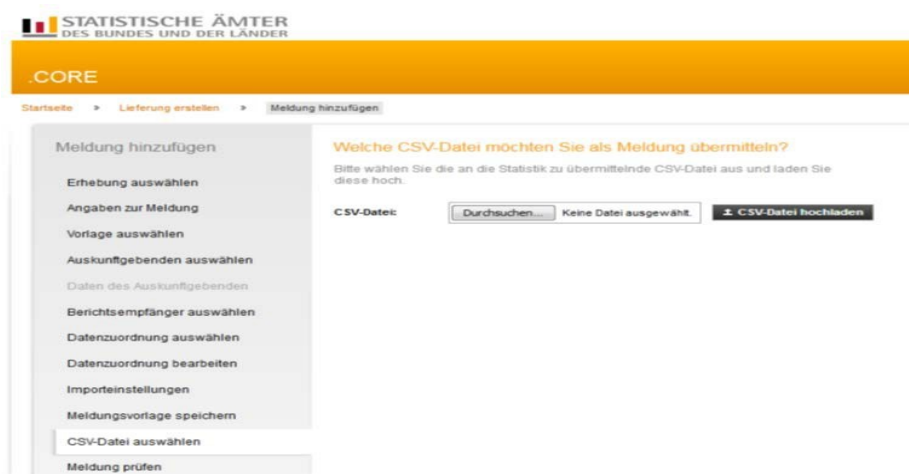 STATISTISCHE ÄMTER
DES BUNDES UND DER LÄNDER
.CORE
Startseite » Lieferung erstellen » Meldung hinzufügen
Meldung hinzufügen
Erhebung auswählen
Angaben zur Meldung
Vorlage auswählen
Auskunftgebenden auswählen
Daten des Auskunftgebenden
Berichtsempfänger auswählen
Datenzuordnung auswählen
Datenzuordnung bearbeiten
Importeinstellungen
Meldungsvorlage speichern
CSV-Datei auswählen
Meldung prüfen
Welche CSV-Datei möchten Sie als Meldung übermitteln?
Bitte wählen Sie die an die Statistik zu übermittelnde CSV-Datei aus und laden Sie
diese hoch.
CSV-Datei: Durchsuchen... Keine Datei ausgewählt. CSV-Datei hochladen